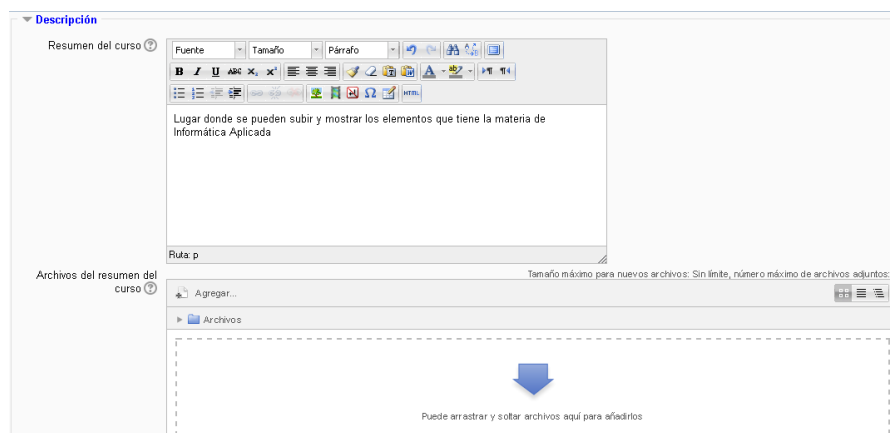 Descripción
Resumen del curso
Fuente Tamaño Párrafo
B I U ABC X₂ X² A ab
Ω HTML
Lugar donde se pueden subir y mostrar los elementos que tiene la materia de
Informática Aplicada
Ruta: p
Archivos del resumen del
curso
Tamaño máximo para nuevos archivos: Sin límite, número máximo de archivos adjuntos:
Agregar...
Archivos
Puede arrastrar y soltar archivos aquí para añadirlos